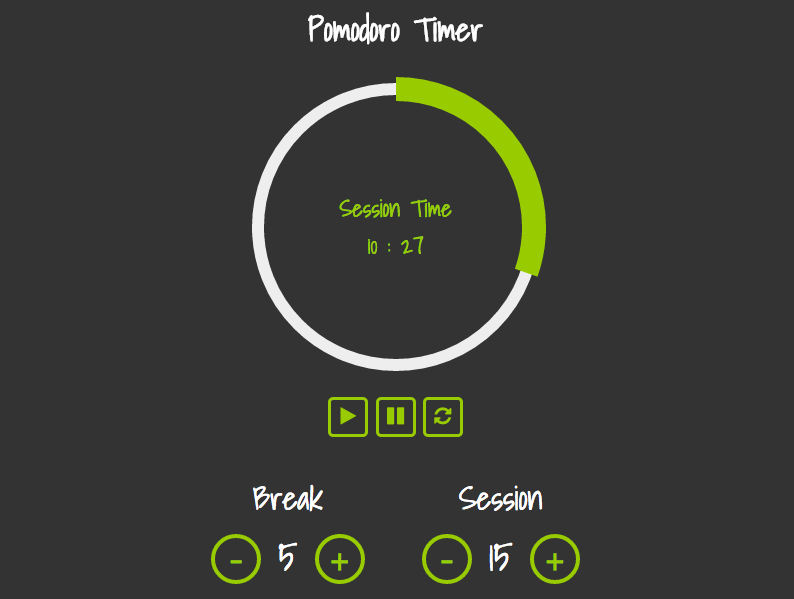 Pomodoro Timer
Session Time
10 : 27
Break
Session
- 5 +
- 15 +